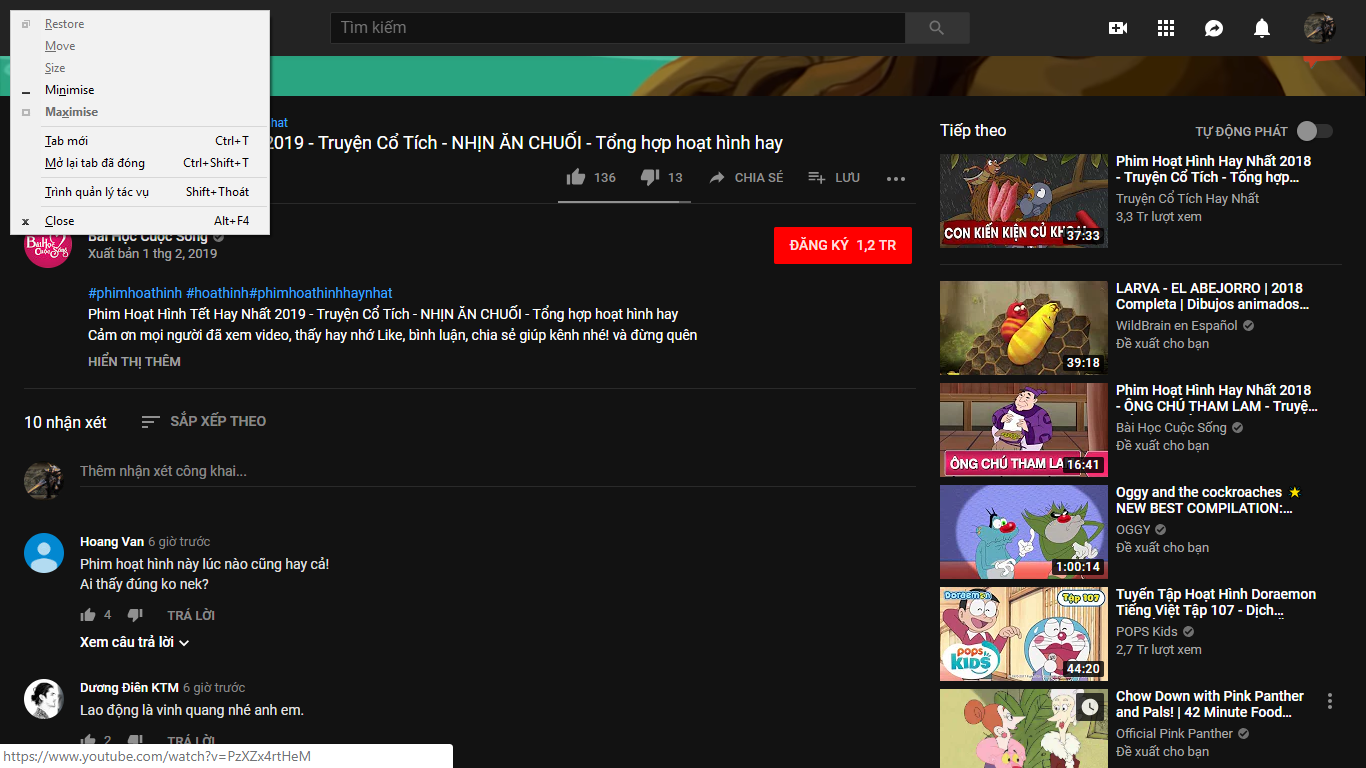 Restore
Move
Size
Minimise
Maximise
Tab mới Ctrl+T
Mở lại tab đã đóng Ctrl+Shift+T
Trình quản lý tác vụ Shift+Thoát
Close Alt+F4
Tìm kiếm
hat
2019 - Truyện Cổ Tích - NHỊN ĂN CHUỐI - Tổng hợp hoạt hình hay
136 13 CHIA SẺ LƯU
Bài Học Cuộc Sống
Bài Học Cuộc Sống
Xuất bản 1 thg 2, 2019
ĐĂNG KÝ 1,2 TR
#phimhoathinh #hoathinh#phimhoathinhhaynhat
Phim Hoạt Hình Tết Hay Nhất 2019 - Truyện Cổ Tích - NHỊN ĂN CHUỐI - Tổng hợp hoạt hình hay
Cảm ơn mọi người đã xem video, thấy hay nhớ Like, bình luận, chia sẻ giúp kênh nhé! và đừng quên
HIỂN THỊ THÊM
10 nhận xét SẮP XẾP THEO
Thêm nhận xét công khai...
Hoang Van 6 giờ trước
Phim hoạt hình này lúc nào cũng hay cả!
Ai thấy đúng ko nek?
4 TRẢ LỜI
Xem câu trả lời
Dương Điên KTM 6 giờ trước
Lao động là vinh quang nhé anh em.
2 TRẢ LỜI
https://www.youtube.com/watch?v=PzXZx4rtHeM
Tiếp theo TỰ ĐỘNG PHÁT
CON KIẾN KIỆN CỦ KHOAI
37:33
Phim Hoạt Hình Hay Nhất 2018
- Truyện Cổ Tích - Tổng hợp...
Truyện Cổ Tích Hay Nhất
3,3 Tr lượt xem
39:18
LARVA - EL ABEJORRO | 2018
Completa | Dibujos animados...
WildBrain en Español
Đề xuất cho bạn
ÔNG CHÚ THAM LA
16:41
Phim Hoạt Hình Hay Nhất 2018
- ÔNG CHÚ THAM LAM - Truyệ...
Bài Học Cuộc Sống
Đề xuất cho bạn
1:00:14
Oggy and the cockroaches
NEW BEST COMPILATION:...
OGGY
Đề xuất cho bạn
Doraemon
Tập 107
POPS
KIDS
44:20
Tuyển Tập Hoạt Hình Doraemon
Tiếng Việt Tập 107 - Dịch...
POPS Kids
2,7 Tr lượt xem
Chow Down with Pink Panther
and Pals! | 42 Minute Food...
Official Pink Panther
Đề xuất cho bạn